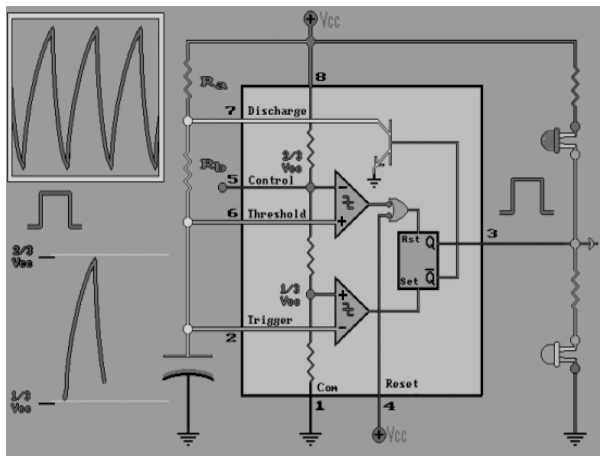 Vcc
8
Ra
7 Discharge
2/3
Vcc
Rb
5 Control
6 Threshold
Rst Q
3
Set Q̅
2/3
Vcc
1/3
Vcc
Trigger
2
1/3
Vcc
Com
Reset
1
4
Vcc